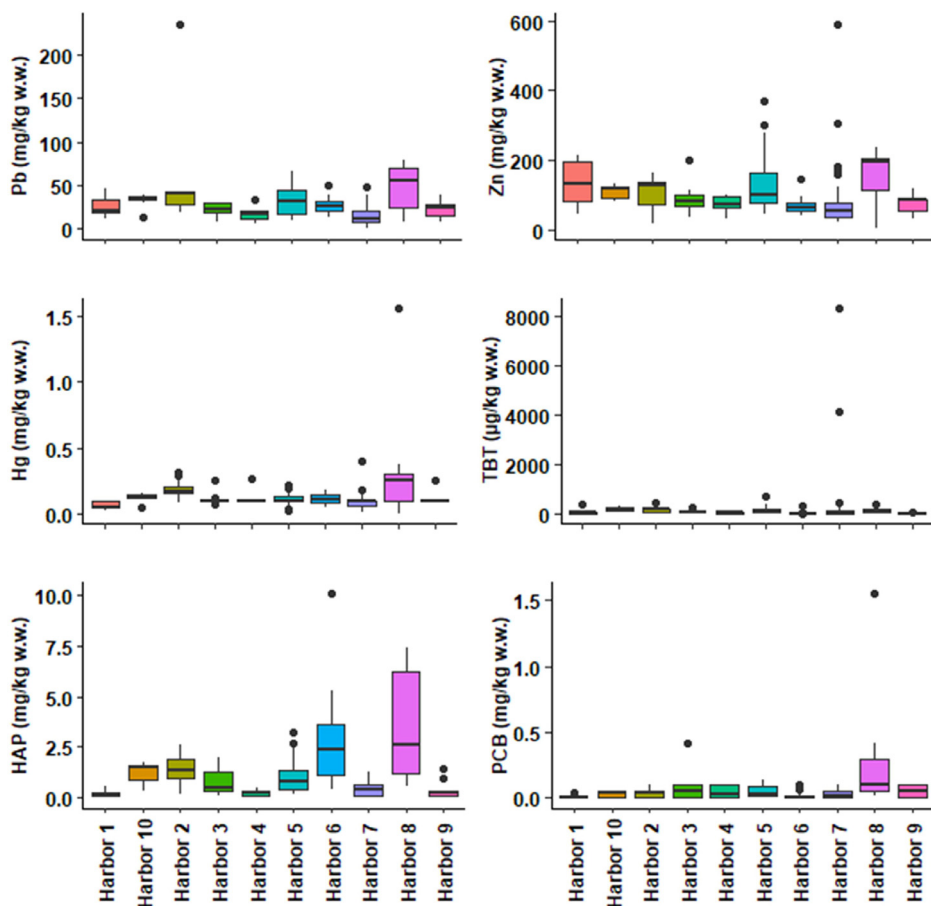 Pb (mg/kg w.w.)
200
150
100
50
0
Zn (mg/kg w.w.)
600
400
200
0
Hg (mg/kg w.w.)
1.5
1.0
0.5
0.0
TBT (µg/kg w.w.)
8000
6000
4000
2000
0
HAP (mg/kg w.w.)
10.0
7.5
5.0
2.5
0.0
PCB (mg/kg w.w.)
1.5
1.0
0.5
0.0
Harbor 1
Harbor 10
Harbor 2
Harbor 3
Harbor 4
Harbor 5
Harbor 6
Harbor 7
Harbor 8
Harbor 9
Harbor 1
Harbor 10
Harbor 2
Harbor 3
Harbor 4
Harbor 5
Harbor 6
Harbor 7
Harbor 8
Harbor 9